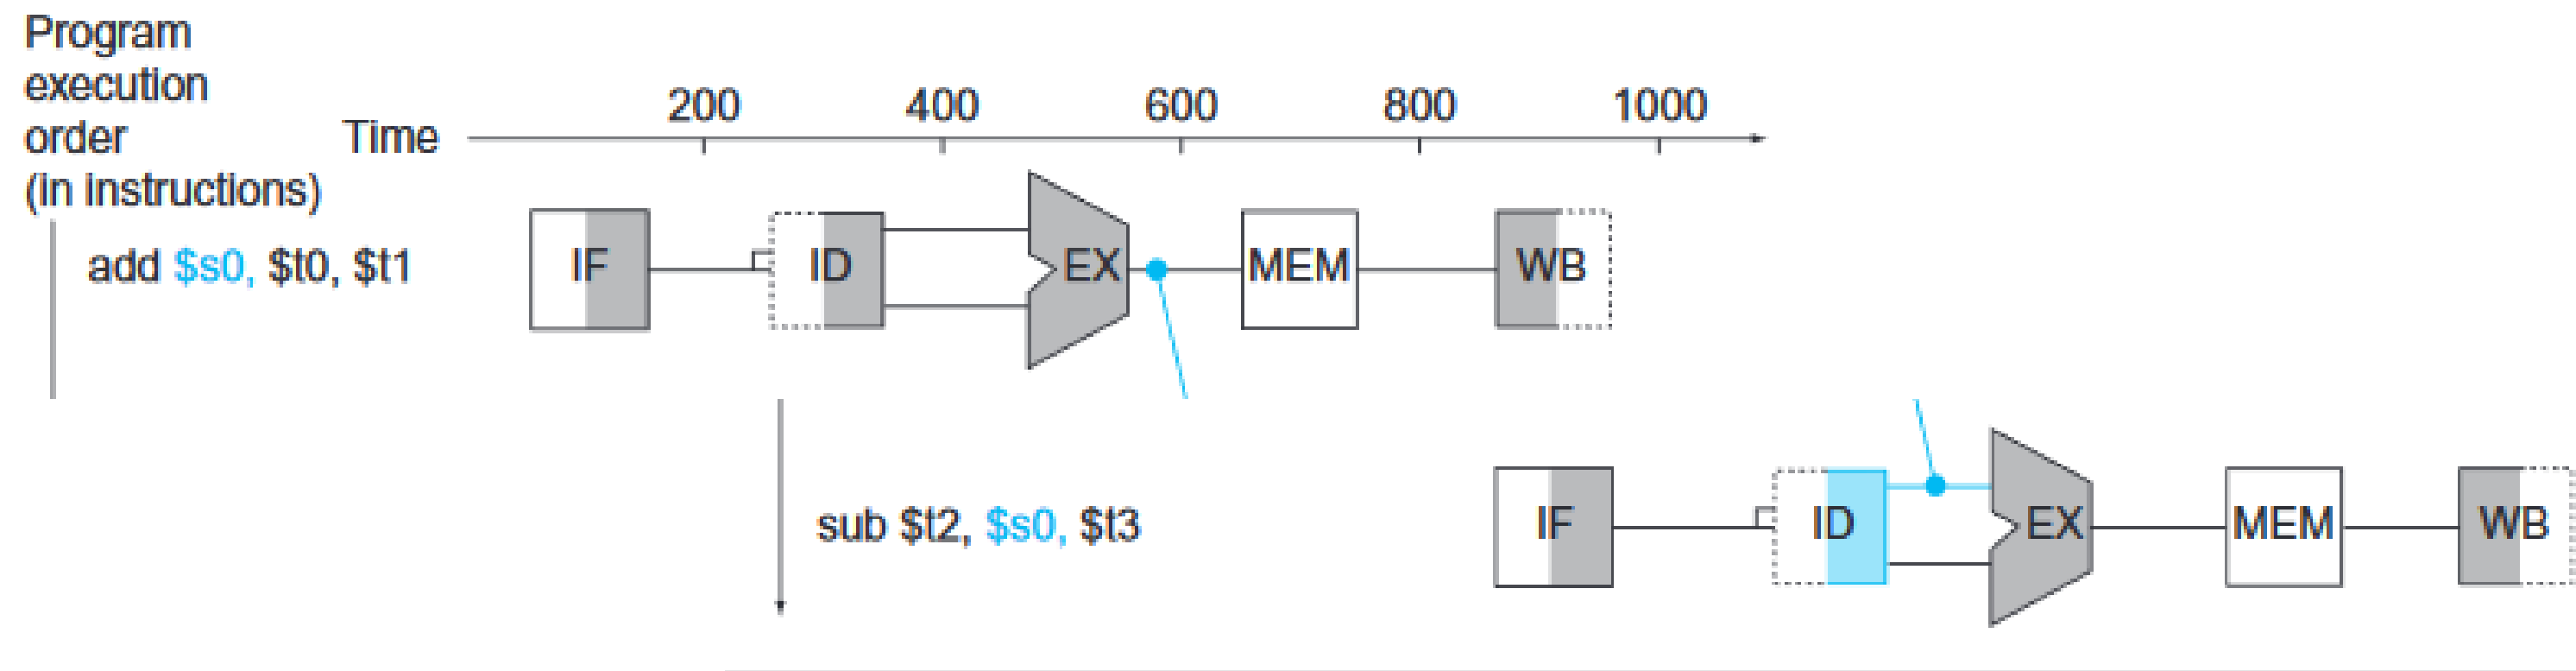 Program
execution
order
(in instructions)
Time
200 400 600 800 1000
add $s0, $t0, $t1
IF ID EX MEM WB
sub $t2, $s0, $t3
IF ID EX MEM WB